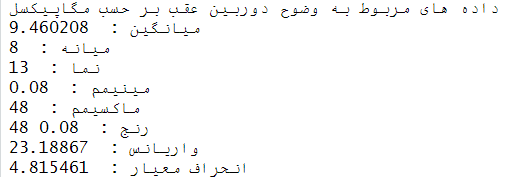 داده های مربوط به وضوح دوربین عقب بر حسب مگاپیکسل
میانگین : 9.460208
میانه : 8
نما : 13
مینیمم : 0.08
ماکسیمم : 48
رنج : 0.08 48
واریانس : 23.18867
انحراف معیار : 4.815461